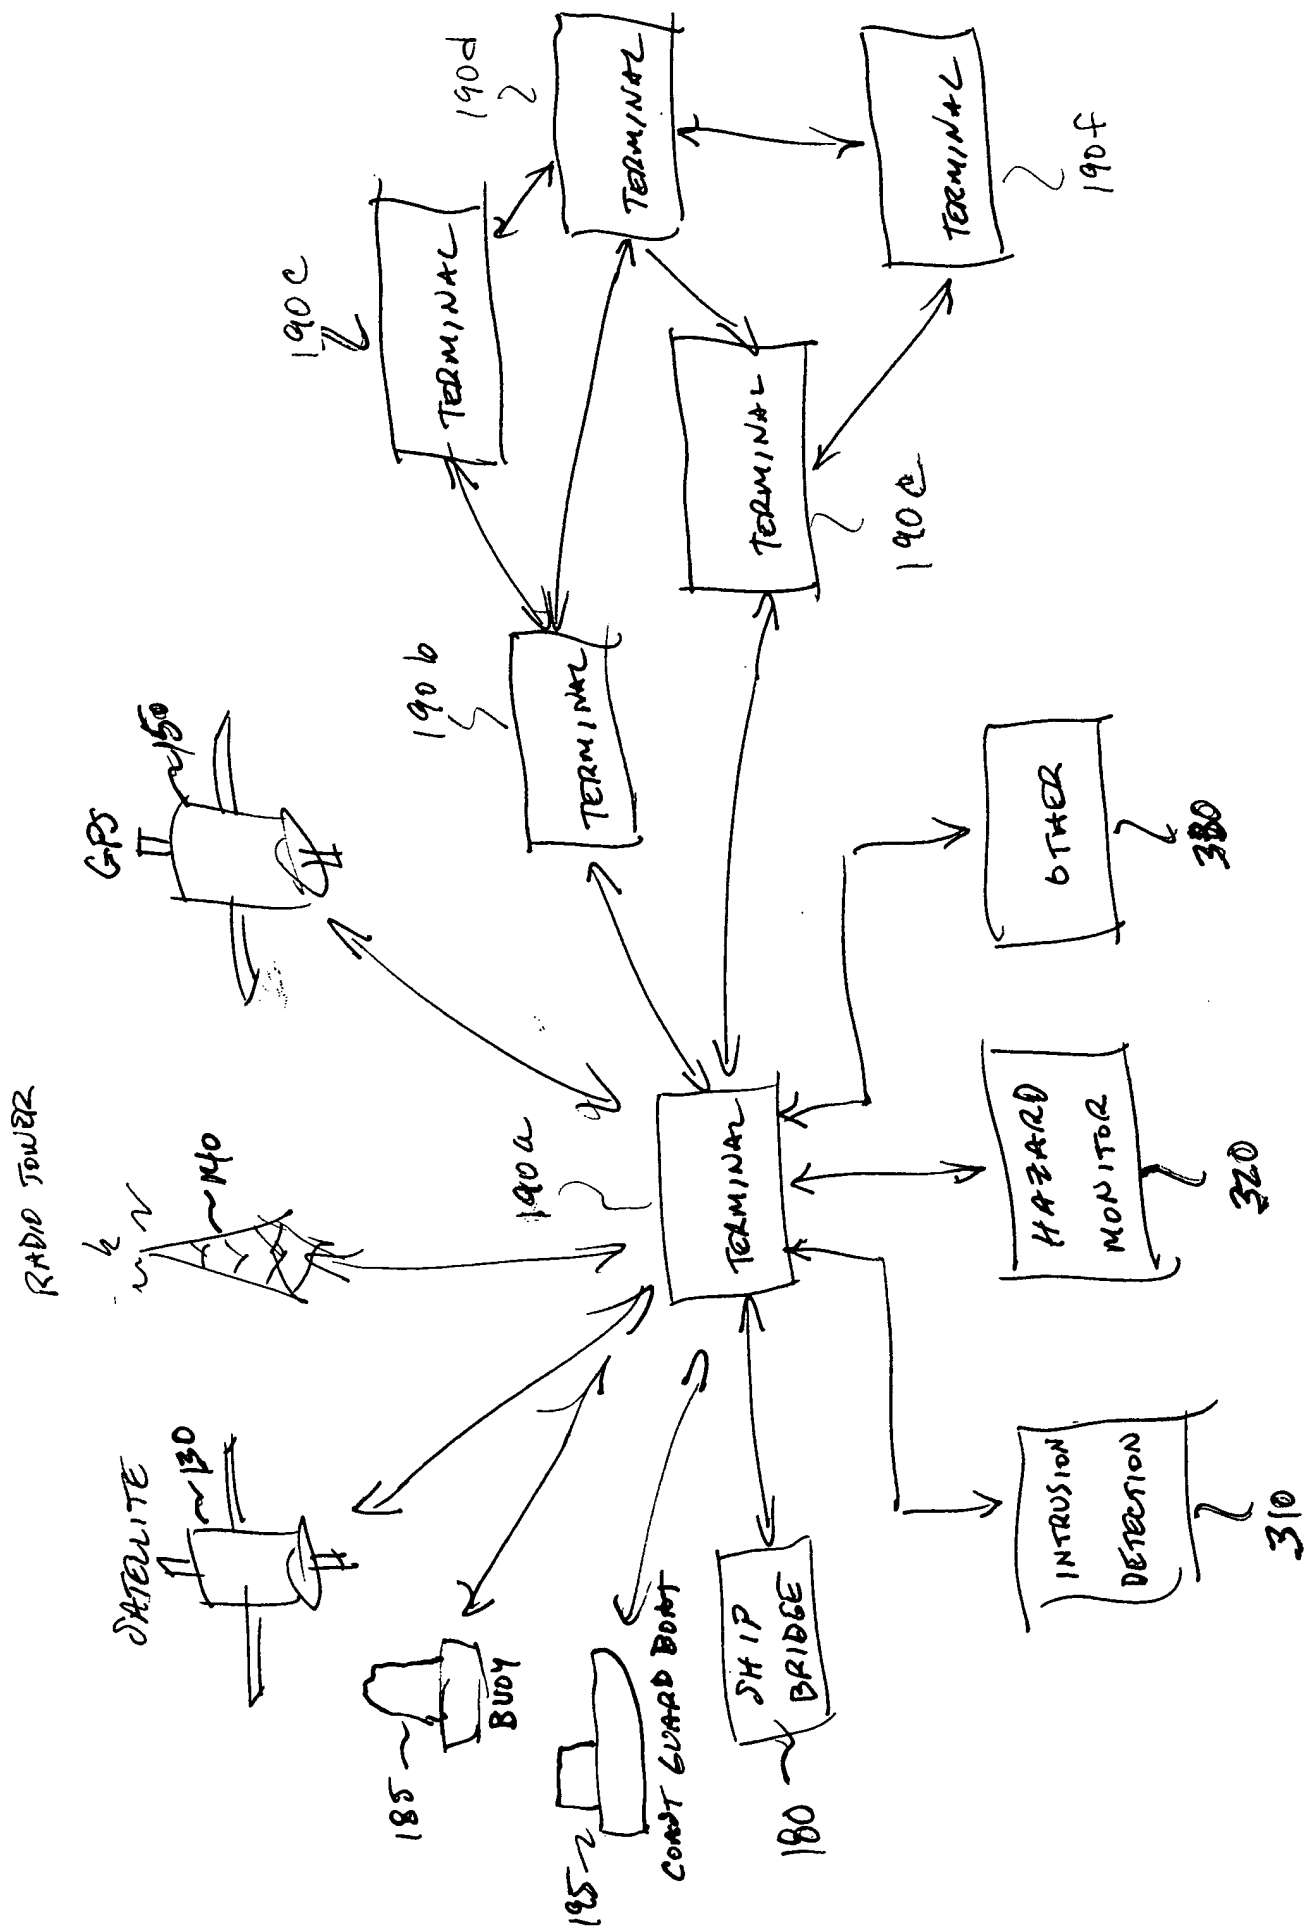 SATELLITE
130
RADIO TOWER
140
GPS
150
185
BUOY
195
COAST GUARD BOAT
180
SHIP
BRIDGE
190a
TERMINAL
190b
TERMINAL
190c
TERMINAL
190d
TERMINAL
190e
TERMINAL
190f
TERMINAL
INTRUSION
DETECTION
310
HAZARD
MONITOR
320
OTHER
330